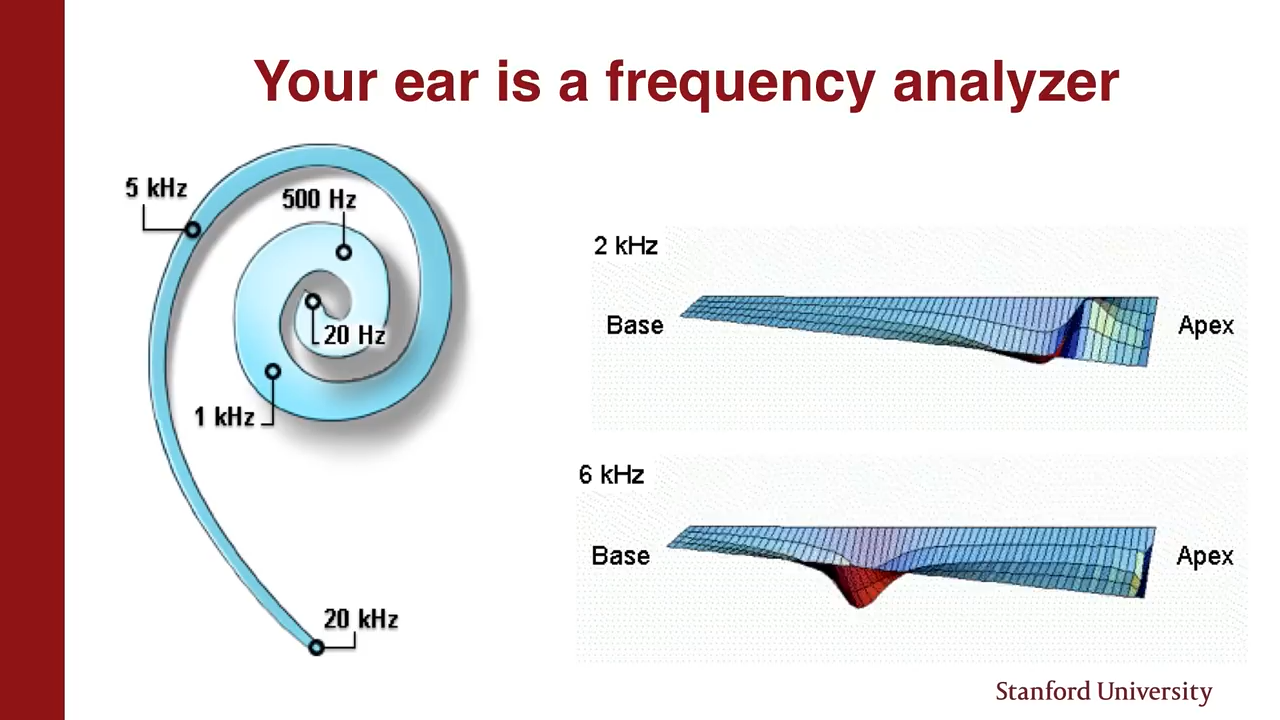 Your ear is a frequency analyzer
5 kHz
500 Hz
20 Hz
1 kHz
20 kHz
2 kHz
Base
Apex
6 kHz
Base
Apex
Stanford University